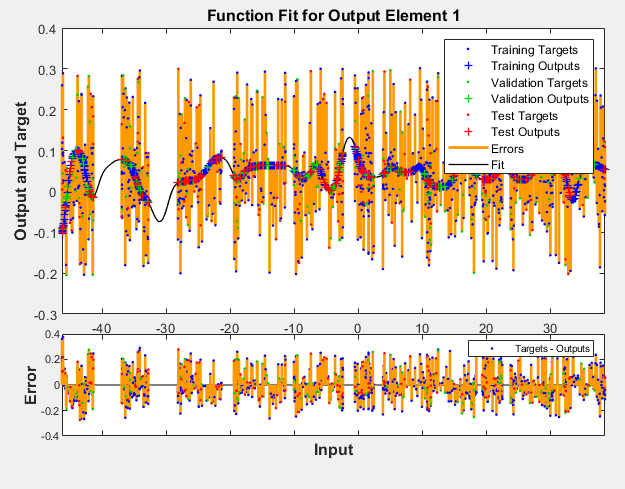 Function Fit for Output Element 1
0.4
0.3
0.2
0.1
0
-0.1
-0.2
-0.3
Output and Target
Training Targets
Training Outputs
Validation Targets
Validation Outputs
Test Targets
Test Outputs
Errors
Fit
-40 -30 -20 -10 0 10 20 30
0.4
0.2
0
-0.2
-0.4
Error
Targets - Outputs
Input